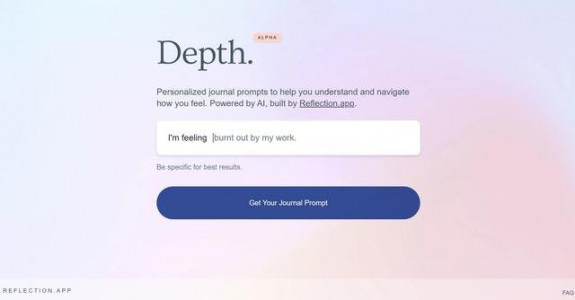 Depth.
ALPHA
Personalized journal prompts to help you understand and navigate
how you feel. Powered by AI, built by Reflection.app.
I'm feeling burnt out by my work.
Be specific for best results.
Get Your Journal Prompt
REFLECTION.APP
FAQ